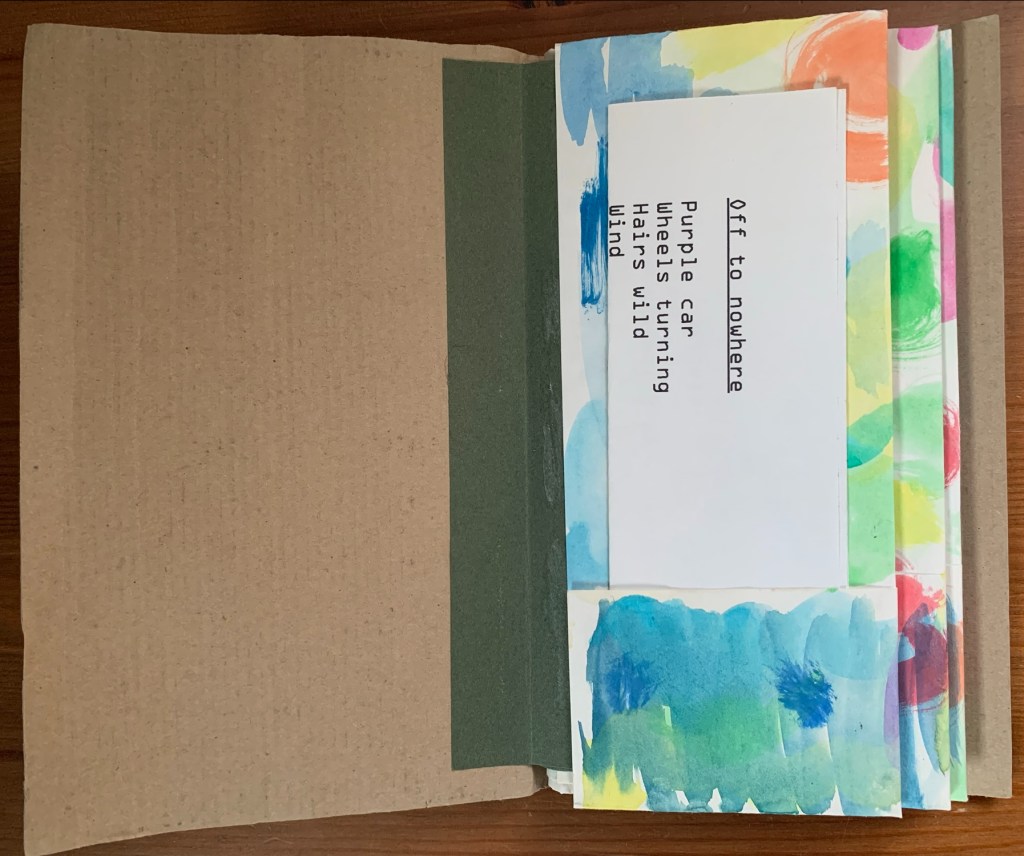 Off to nowhere
Purple car
Wheels turning
Hairs wild
Wind